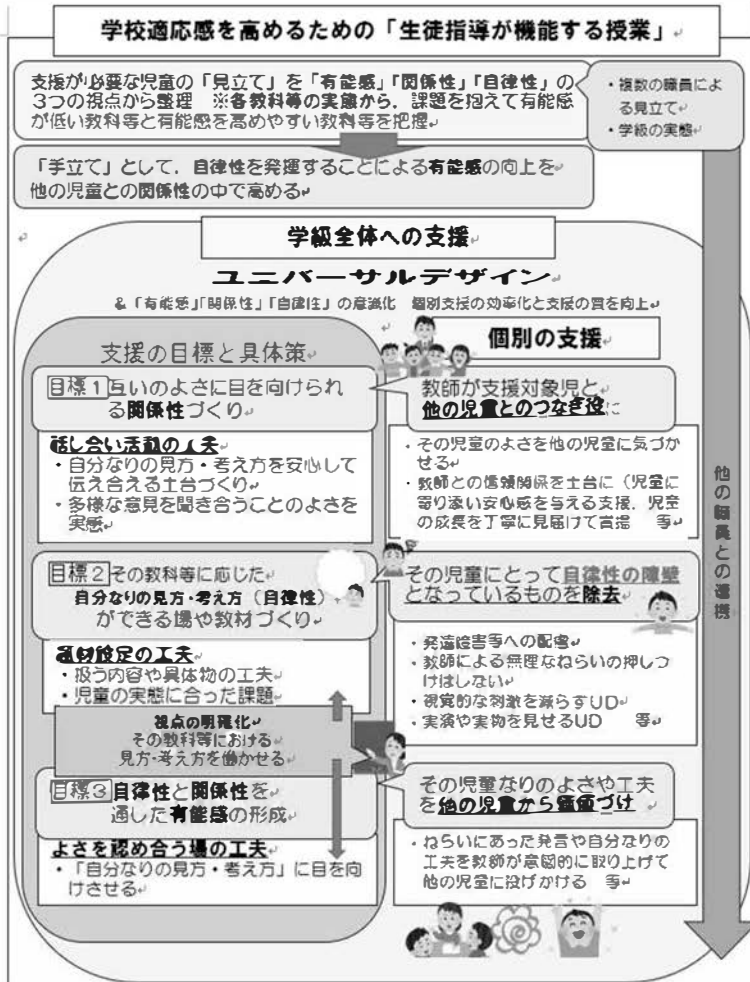 学校適応感を高めるための「生徒指導が機能する授業」
支援が必要な児童の「見立て」を「有能感」「関係性」「自律性」の
3つの視点から整理　※各教科等の実態から，課題を抱えて有能感
が低い教科等と有能感を高めやすい教科等を把握
・複数の職員によ
る見立て
・学級の実態
「手立て」として，自律性を発揮することによる有能感の向上を
他の児童との関係性の中で高める
学級全体への支援
ユニバーサルデザイン
&「有能感」「関係性」「自律性」の意識化　個別支援の効率化と支援の質を向上
支援の目標と具体策
個別の支援
目標1 互いのよさに目を向けられ
る関係性づくり
教師が支援対象児と
他の児童とのつなぎ役に
話し合い活動の工夫
・自分なりの見方・考え方を安心して
伝え合える土台づくり
・多様な意見を聞き合うことのよさを
実感
・その児童のよさを他の児童に気づか
せる
・教師との信頼関係を土台に（児童に
寄り添い安心感を与える支援，児童
の成長を丁寧に見届けて賞揚　等
目標2 その教科等に応じた
自分なりの見方・考え方（自律性）
ができる場や教材づくり
その児童にとって自律性の障壁
となっているものを除去
題材設定の工夫
・扱う内容や具体物の工夫
・児童の実態に合った課題
・発達障害等への配慮
・教師による無理なねらいの押しつ
けはしない
・視覚的な刺激を減らすUD
・実演や実物を見せるUD　等
視点の明確化
その教科等における
見方・考え方を働かせる
目標3 自律性と関係性を
通した有能感の形成
その児童なりのよさや工夫
を他の児童から価値づけ
よさを認め合う場の工夫
・「自分なりの見方・考え方」に目を向
けさせる
・ねらいにあった発言や自分なりの
工夫を教師が意図的に取り上げて
他の児童に投げかける　等
他の職員との連携